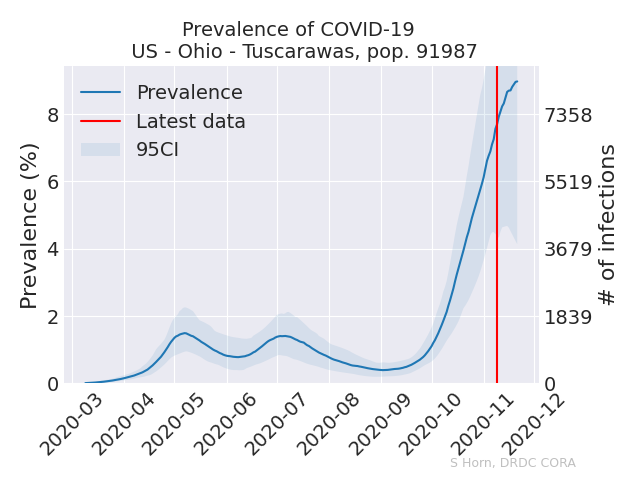 Prevalence of COVID-19
US - Ohio - Tuscarawas, pop. 91987
Prevalence
Latest data
95CI
Prevalence (%)
8
6
4
2
0
7358
5519
3679
1839
0
# of infections
2020-03
2020-04
2020-05
2020-06
2020-07
2020-08
2020-09
2020-10
2020-11
2020-12
S Horn, DRDC CORA